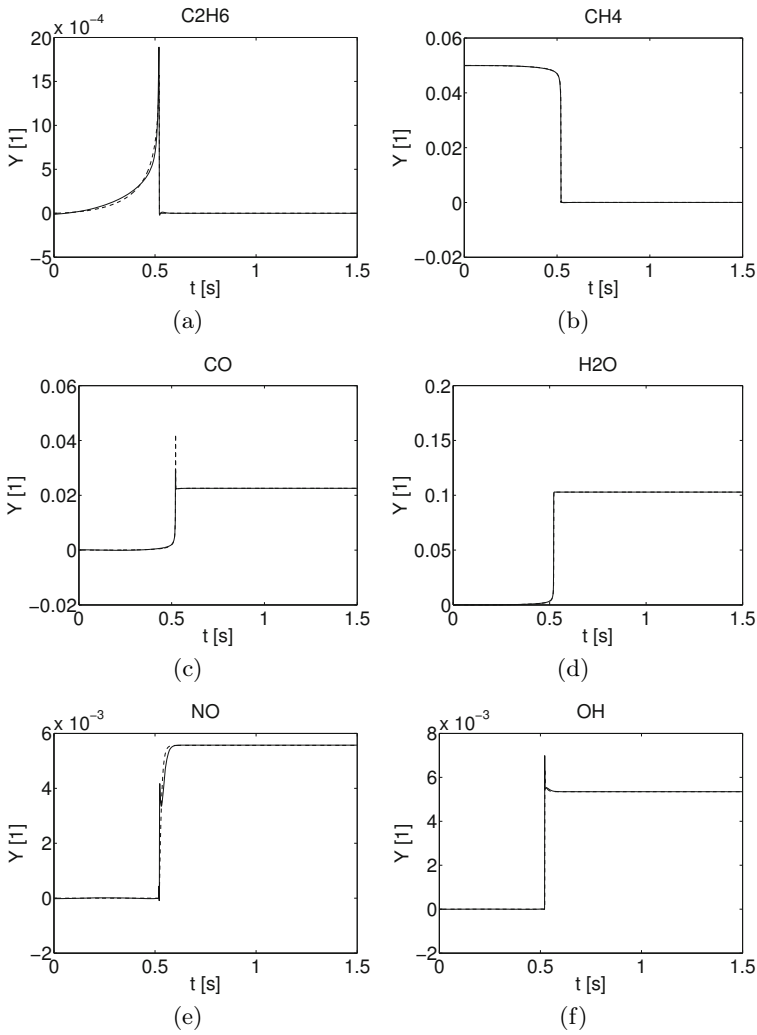 C2H6
x 10−4
20
15
10
5
0
−5
0
0.5
1
1.5
Y [1]
t [s]
(a)
CH4
0.06
0.04
0.02
0
−0.02
0
0.5
1
1.5
Y [1]
t [s]
(b)
CO
0.06
0.04
0.02
0
−0.02
0
0.5
1
1.5
Y [1]
t [s]
(c)
H2O
0.2
0.15
0.1
0.05
0
0
0.5
1
1.5
Y [1]
t [s]
(d)
NO
x 10−3
6
4
2
0
−2
0
0.5
1
1.5
Y [1]
t [s]
(e)
OH
x 10−3
8
6
4
2
0
−2
0
0.5
1
1.5
Y [1]
t [s]
(f)